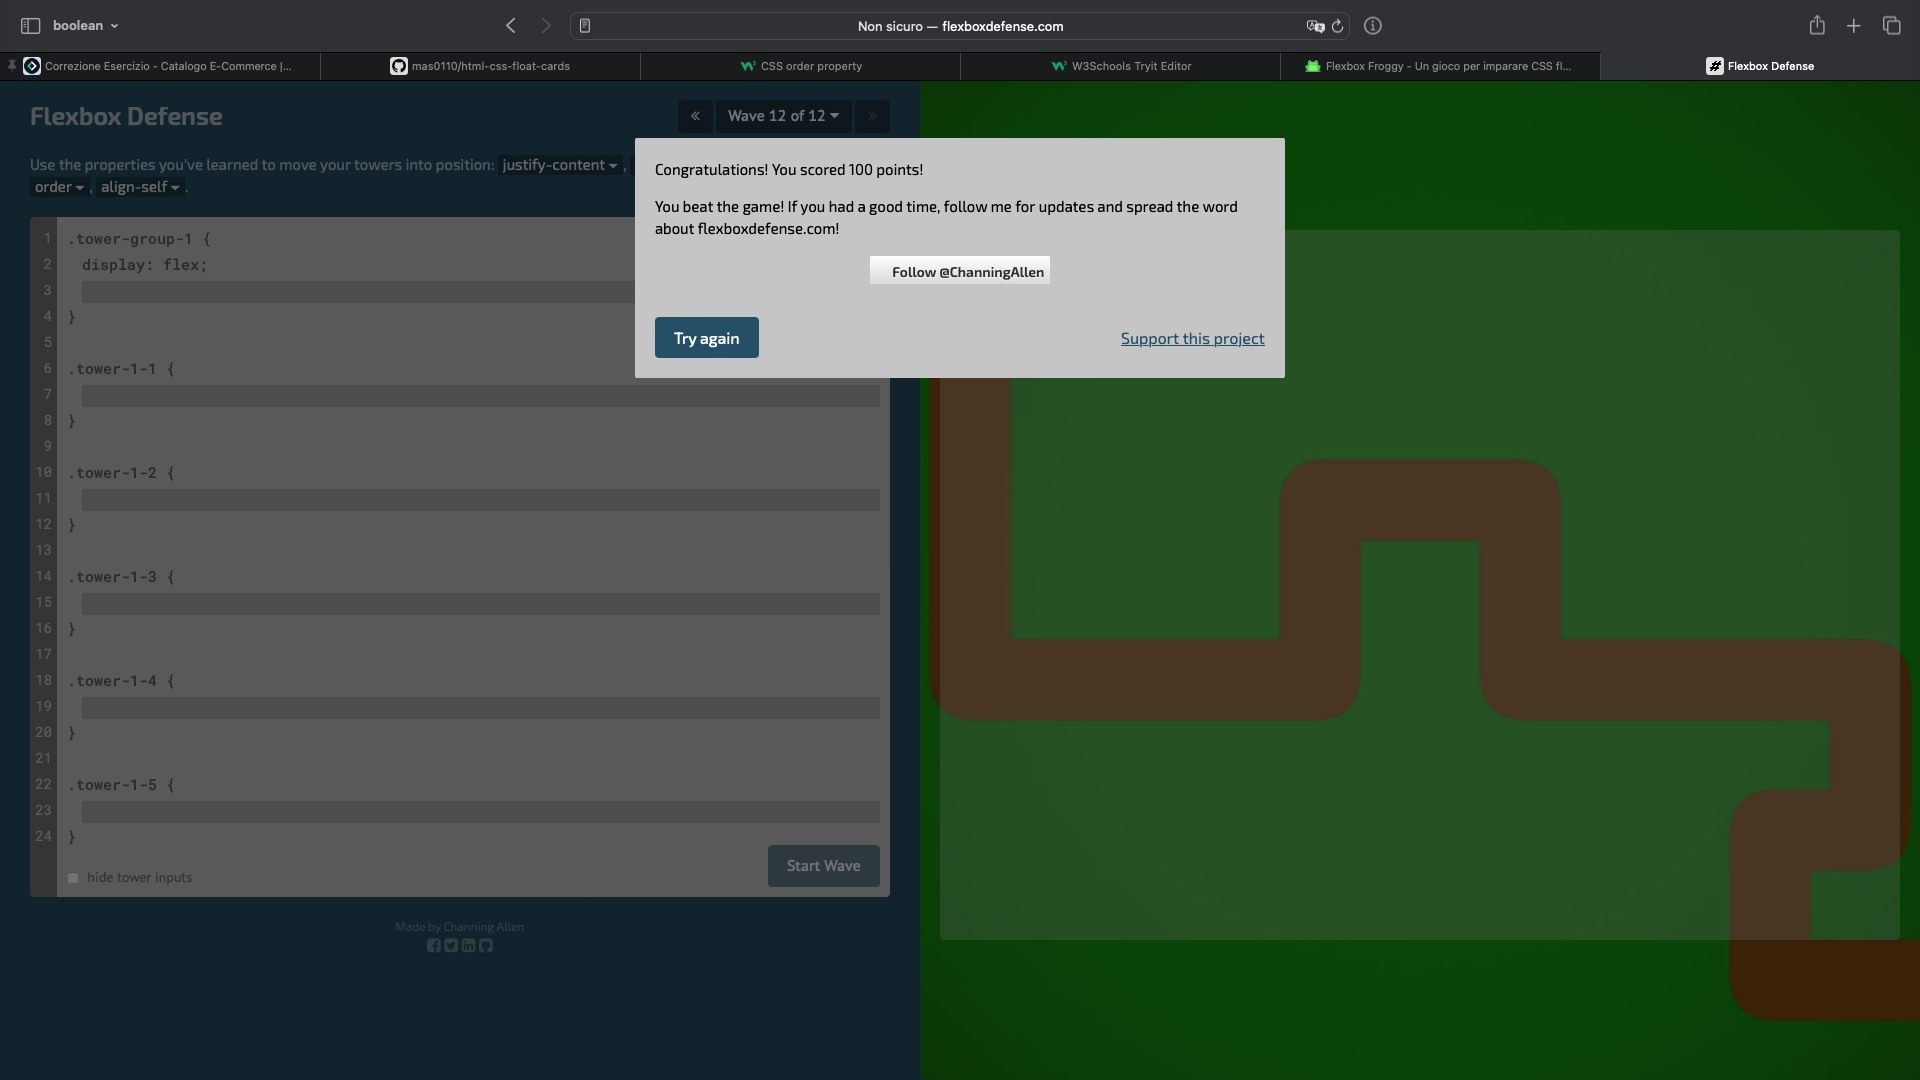 boolean
Non sicuro — flexboxdefense.com
Correzione Esercizio - Catalogo E-Commerce |...
mas0110/html-css-float-cards
CSS order property
W3Schools Tryit Editor
Flexbox Froggy - Un gioco per imparare CSS fl...
Flexbox Defense
Flexbox Defense
«
Wave 12 of 12
»
Use the properties you've learned to move your towers into position: justify-content ,
order , align-self .
Congratulations! You scored 100 points!
You beat the game! If you had a good time, follow me for updates and spread the word
about flexboxdefense.com!
Follow @ChanningAllen
Try again
Support this project
1 .tower-group-1 {
2 display: flex;
3
4 }
5
6 .tower-1-1 {
7
8 }
9
10 .tower-1-2 {
11
12 }
13
14 .tower-1-3 {
15
16 }
17
18 .tower-1-4 {
19
20 }
21
22 .tower-1-5 {
23
24 }
Start Wave
hide tower inputs
Made by Channing Allen